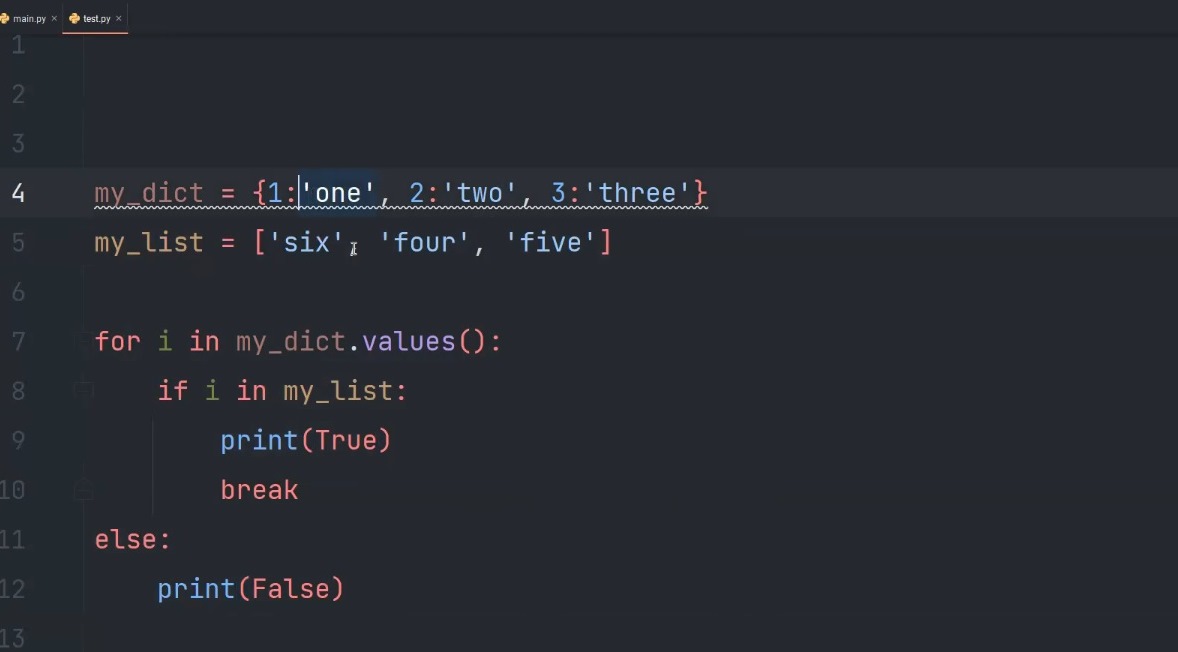 main.py × test.py ×
1
2
3
4 my_dict = {1:'one', 2:'two', 3:'three'}
5 my_list = ['six', 'four', 'five']
6
7 for i in my_dict.values():
8     if i in my_list:
9         print(True)
10         break
11 else:
12     print(False)
13